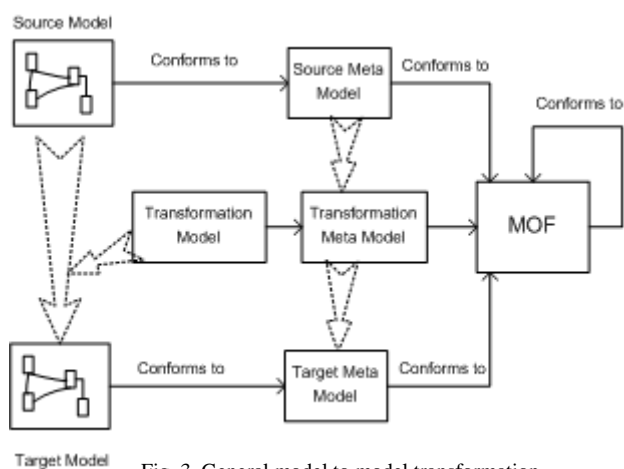 Source Model
Conforms to
Source Meta
Model
Conforms to
Conforms to
Transformation
Model
Transformation
Meta Model
MOF
Conforms to
Target Meta
Model
Conforms to
Target Model
Fig. 3. General model to model transformation